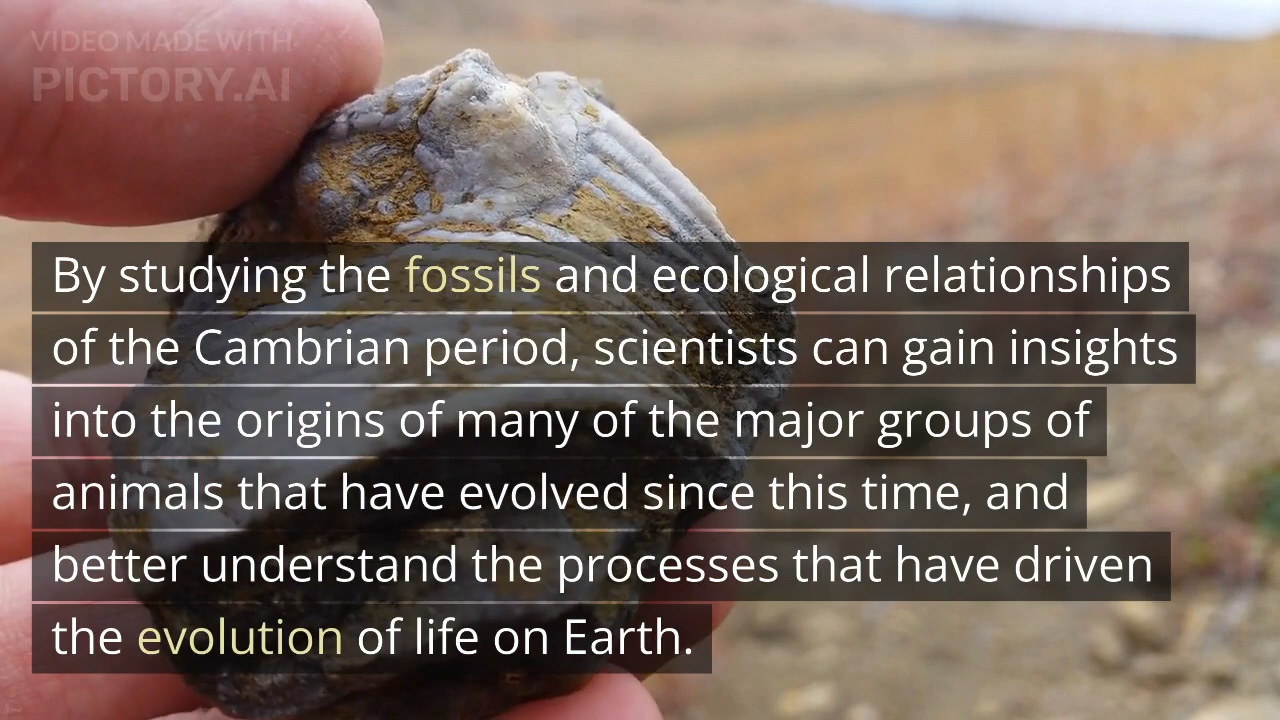 VIDEO MADE WITH
PICTORY.AI
By studying the fossils and ecological relationships
of the Cambrian period, scientists can gain insights
into the origins of many of the major groups of
animals that have evolved since this time, and
better understand the processes that have driven
the evolution of life on Earth.